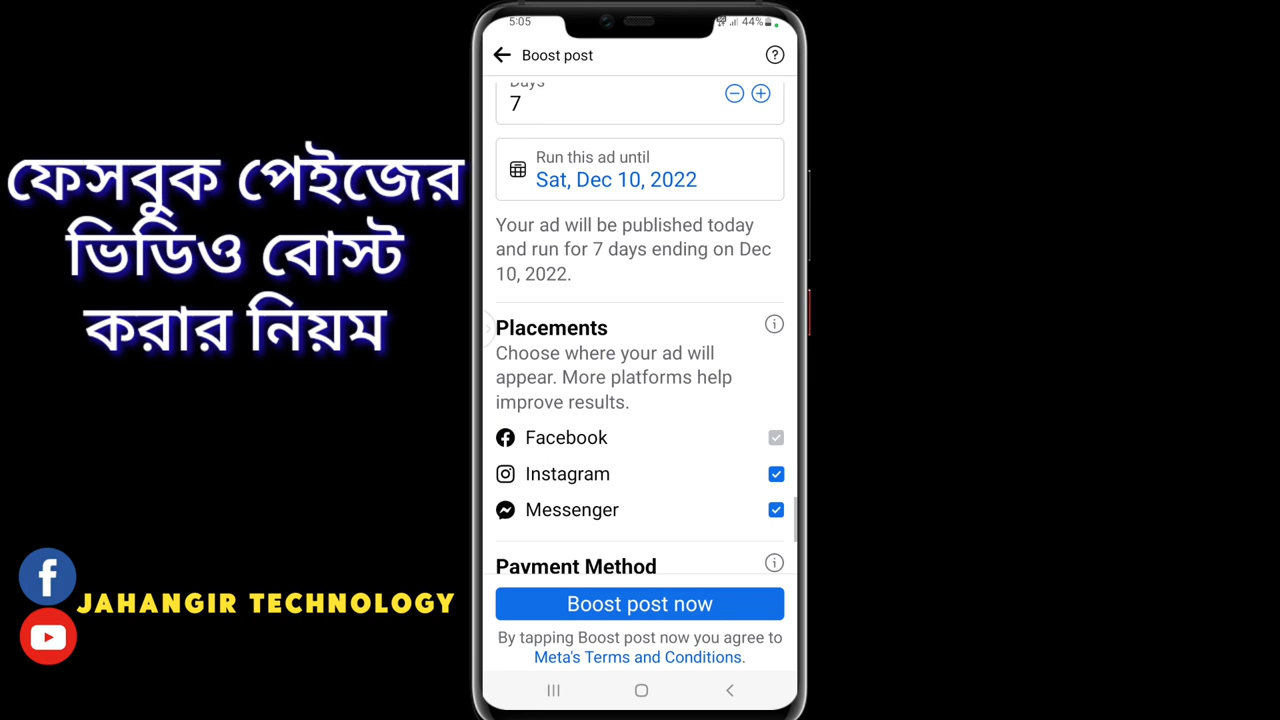 ফেসবুক পেইজের
ভিডিও বোস্ট
করার নিয়ম
JAHANGIR TECHNOLOGY
5:05
44%
Boost post
Days
7
Run this ad until
Sat, Dec 10, 2022
Your ad will be published today
and run for 7 days ending on Dec
10, 2022.
Placements
Choose where your ad will
appear. More platforms help
improve results.
Facebook
Instagram
Messenger
Payment Method
Boost post now
By tapping Boost post now you agree to
Meta's Terms and Conditions.